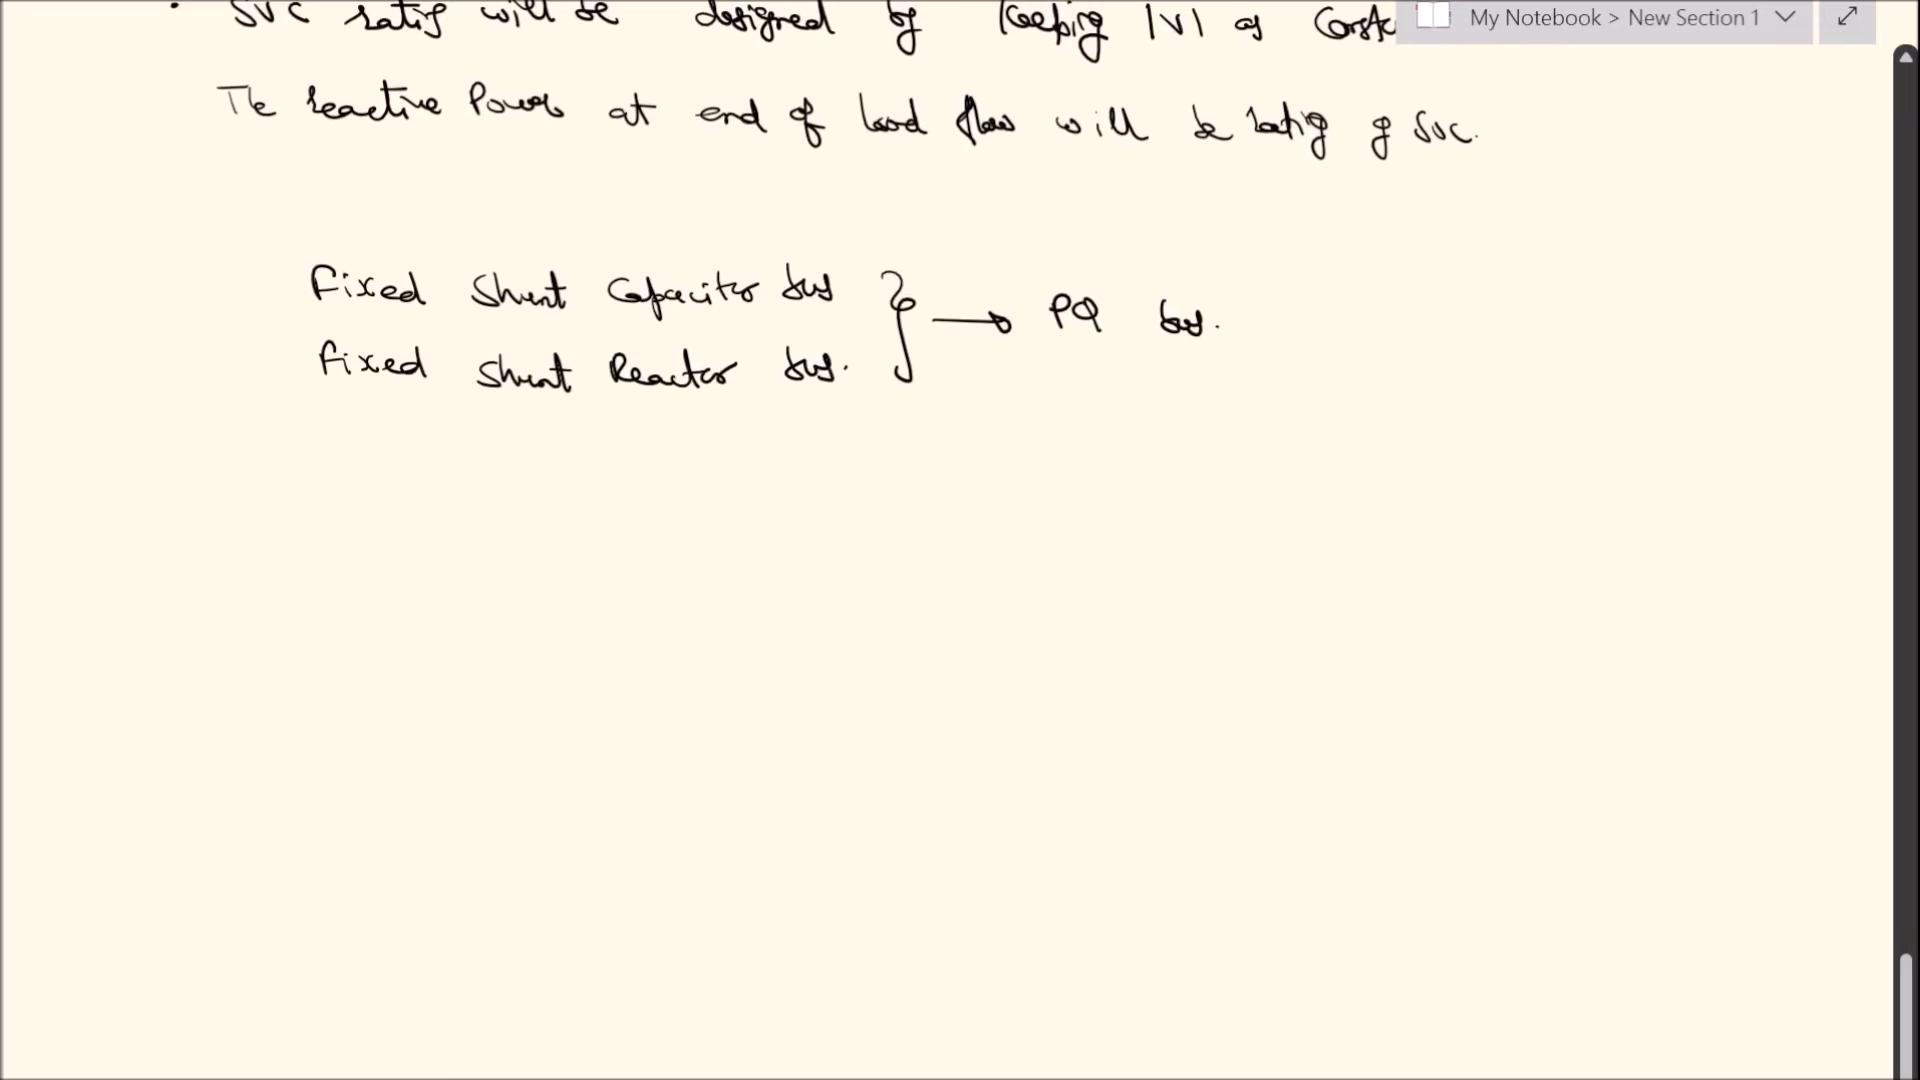 My Notebook > New Section 1
· SVC rating will be designed by keeping |V| as
The reactive Power at end of load flow will be rating of SVC.
Fixed Shunt Capacitor bus
Fixed Shunt Reactor bus.
} → PQ bus.